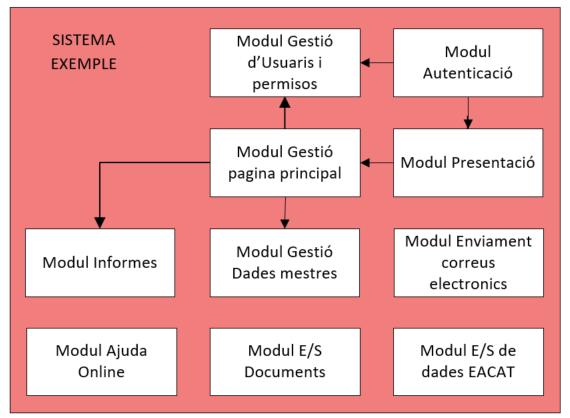 SISTEMA
EXEMPLE
Modul Gestió
d'Usuaris i
permisos
Modul
Autenticació
Modul Gestió
pagina principal
Modul Presentació
Modul Informes
Modul Gestió
Dades mestres
Modul Enviament
correus
electronics
Modul Ajuda
Online
Modul E/S
Documents
Modul E/S de
dades EACAT